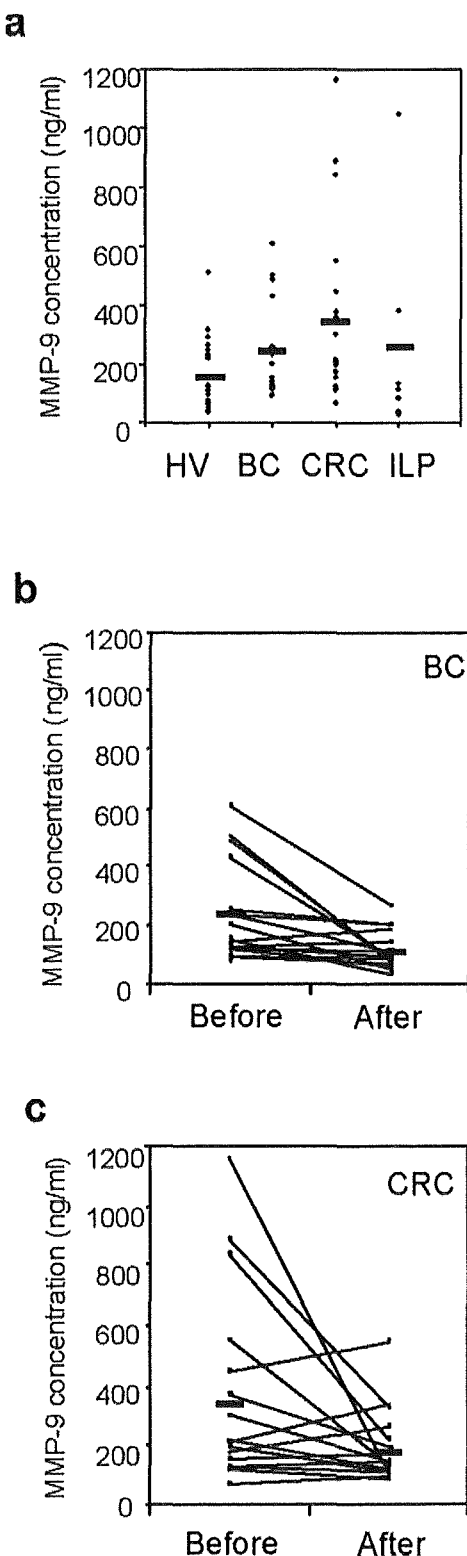 a
MMP-9 concentration (ng/ml)
1200
1000
800
600
400
200
0
HV BC CRC ILP
b
MMP-9 concentration (ng/ml)
1200
1000
800
600
400
200
0
BC
Before After
c
MMP-9 concentration (ng/ml)
1200
1000
800
600
400
200
0
CRC
Before After